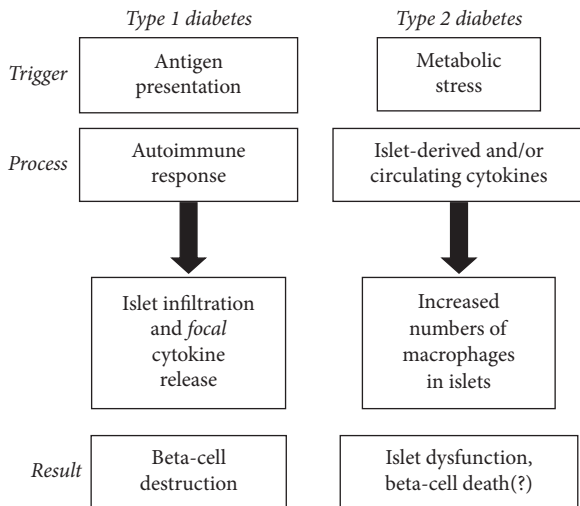 Type 1 diabetes
Type 2 diabetes
Trigger
Antigen
presentation
Metabolic
stress
Process
Autoimmune
response
Islet-derived and/or
circulating cytokines
Islet infiltration
and focal
cytokine
release
Increased
numbers of
macrophages
in islets
Result
Beta-cell
destruction
Islet dysfunction,
beta-cell death(?)